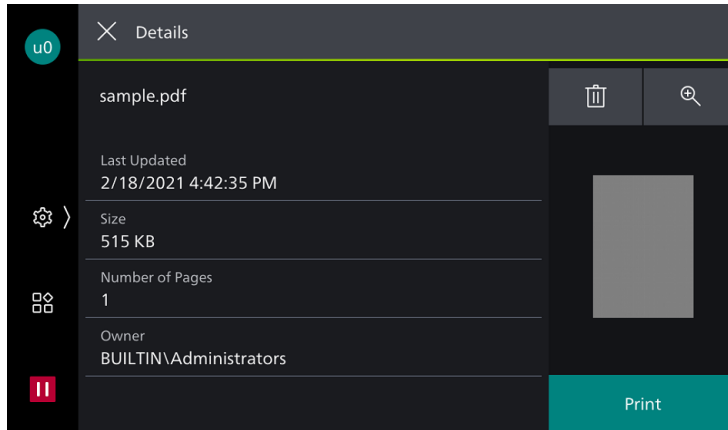 u0
Details
sample.pdf
Last Updated
2/18/2021 4:42:35 PM
Size
515 KB
Number of Pages
1
Owner
BUILTIN\Administrators
Print